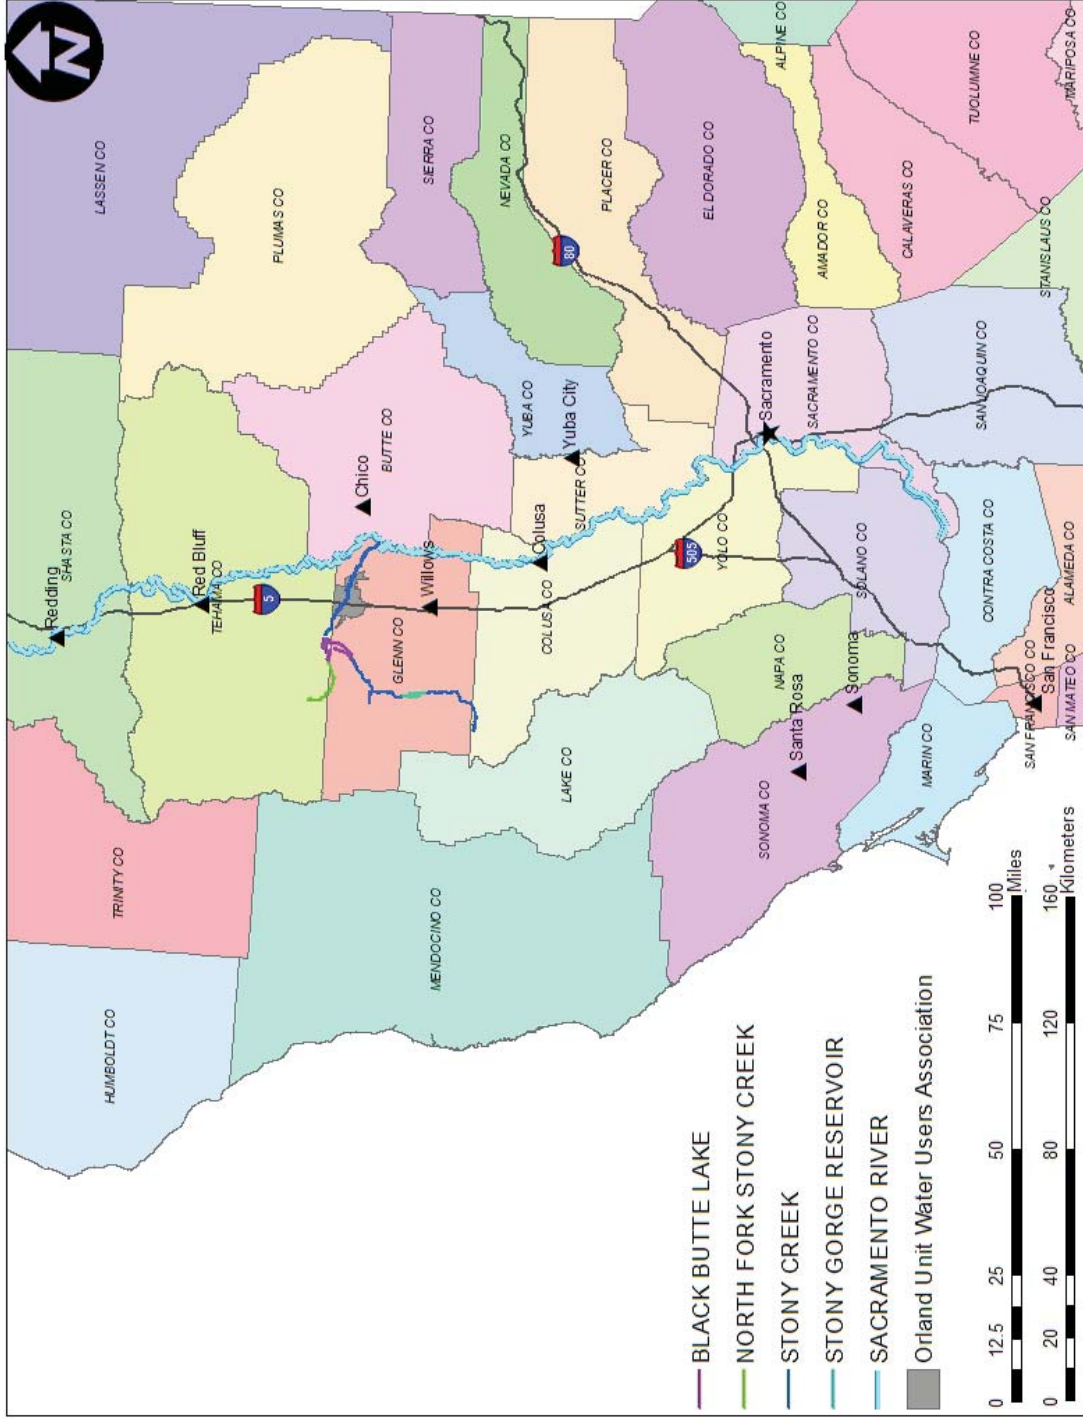 N
LASSEN CO
PLUMAS CO
SIERRA CO
NEVADA CO
PLACER CO
EL DORADO CO
ALPINE CO
AMADOR CO
CALAVERAS CO
TUOLUMNE CO
MARIPOSA CO
STANISLAUS CO
80
SHASTA CO
Redding
Red Bluff
TEHAMA CO
5
Chico
BUTTE CO
YUBA CO
Yuba City
SUTTER CO
Sacramento
SACRAMENTO CO
SAN JOAQUIN CO
Willows
GLENN CO
Colusa
COLUSA CO
505
YOLO CO
SOLANO CO
CONTRA COSTA CO
ALAMEDA CO
TRINITY CO
HUMBOLDT CO
MENDOCINO CO
LAKE CO
NAPA CO
Santa Rosa
Sonoma
SONOMA CO
MARIN CO
SAN FRANCISCO CO
San Francisco
SAN MATEO CO
BLACK BUTTE LAKE
NORTH FORK STONY CREEK
STONY CREEK
STONY GORGE RESERVOIR
SACRAMENTO RIVER
Orland Unit Water Users Association
0 12.5 25 50 75 100
Miles
0 20 40 80 120 160
Kilometers